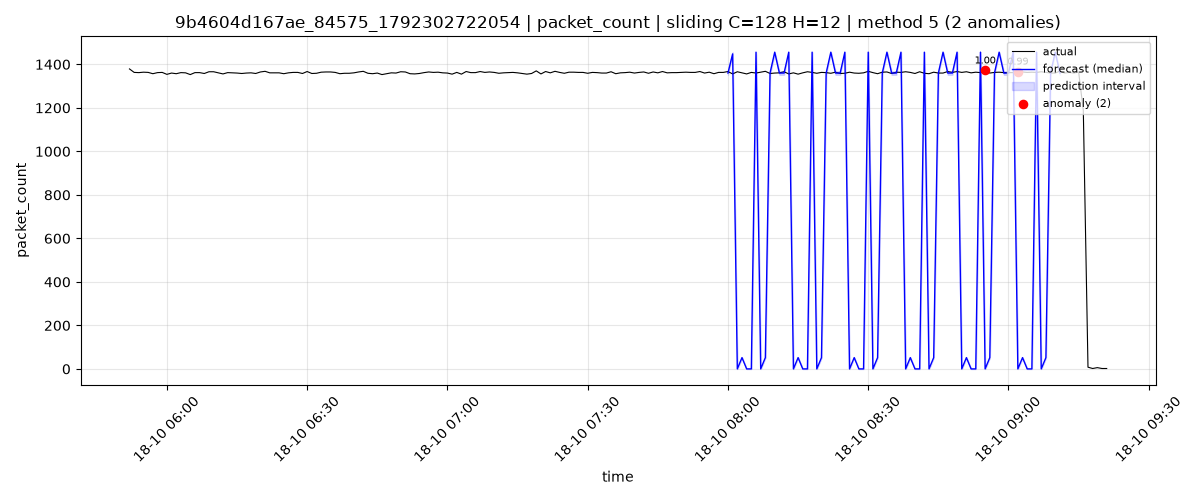 9b4604d167ae_84575_1792302722054 | packet_count | sliding C=128 H=12 | method 5 (2 anomalies)
packet_count
1400
1200
1000
800
600
400
200
0
1.00
0.99
actual
forecast (median)
prediction interval
anomaly (2)
18-10 06:00
18-10 06:30
18-10 07:00
18-10 07:30
18-10 08:00
18-10 08:30
18-10 09:00
18-10 09:30
time